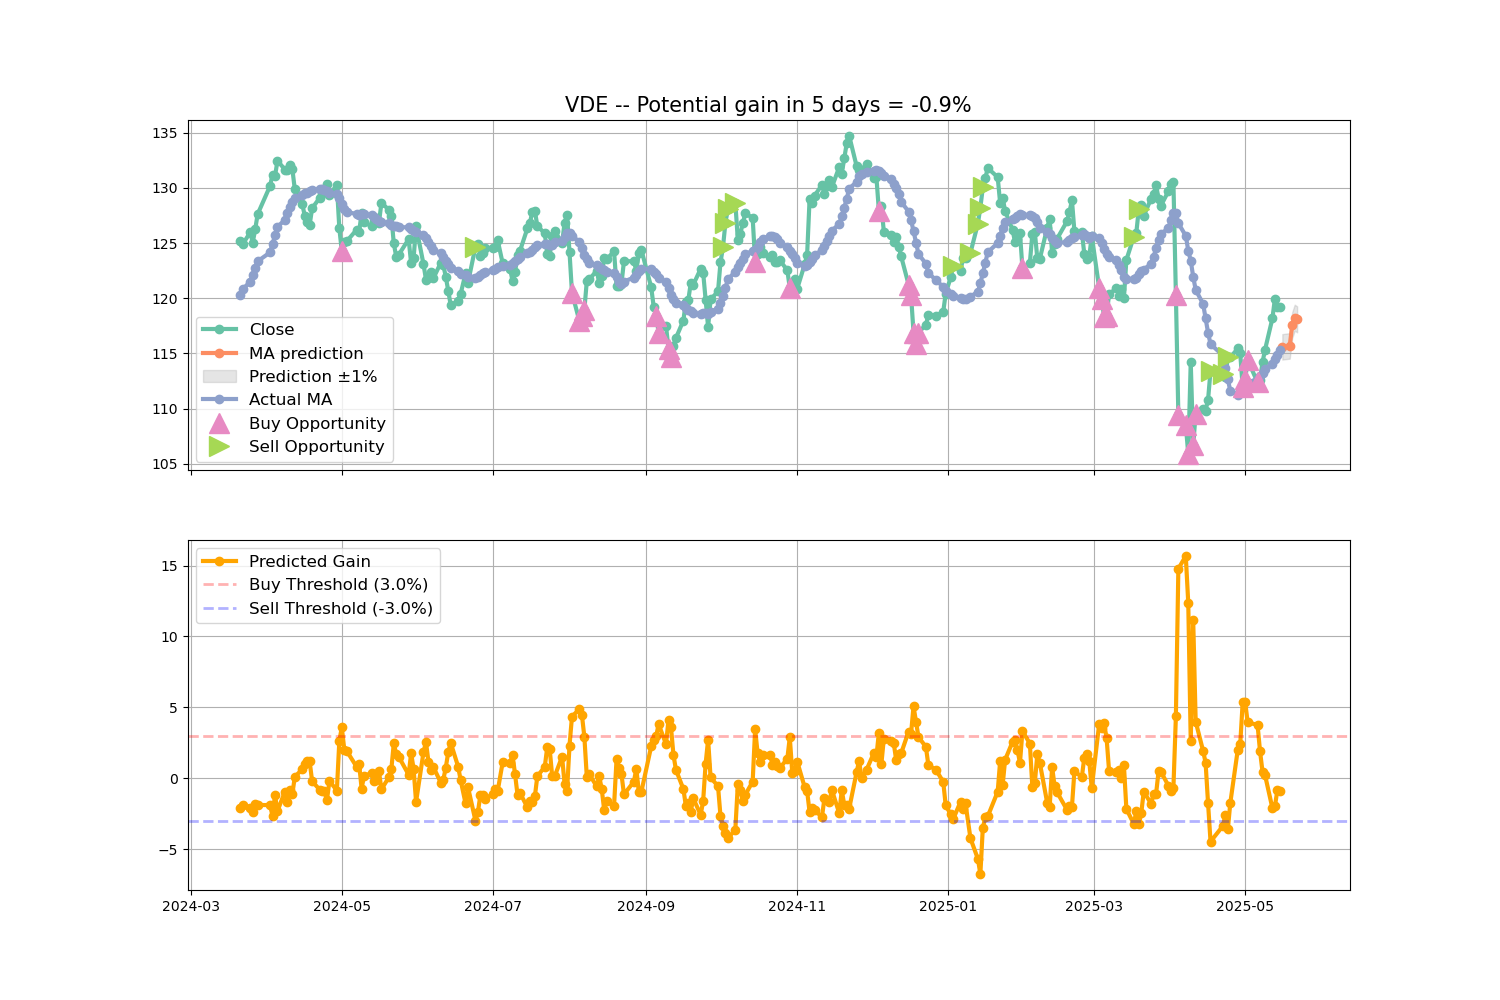 VDE -- Potential gain in 5 days = -0.9%
135
130
125
120
115
110
105
Close
MA prediction
Prediction ±1%
Actual MA
Buy Opportunity
Sell Opportunity
15
10
5
0
−5
Predicted Gain
Buy Threshold (3.0%)
Sell Threshold (-3.0%)
2024-03
2024-05
2024-07
2024-09
2024-11
2025-01
2025-03
2025-05